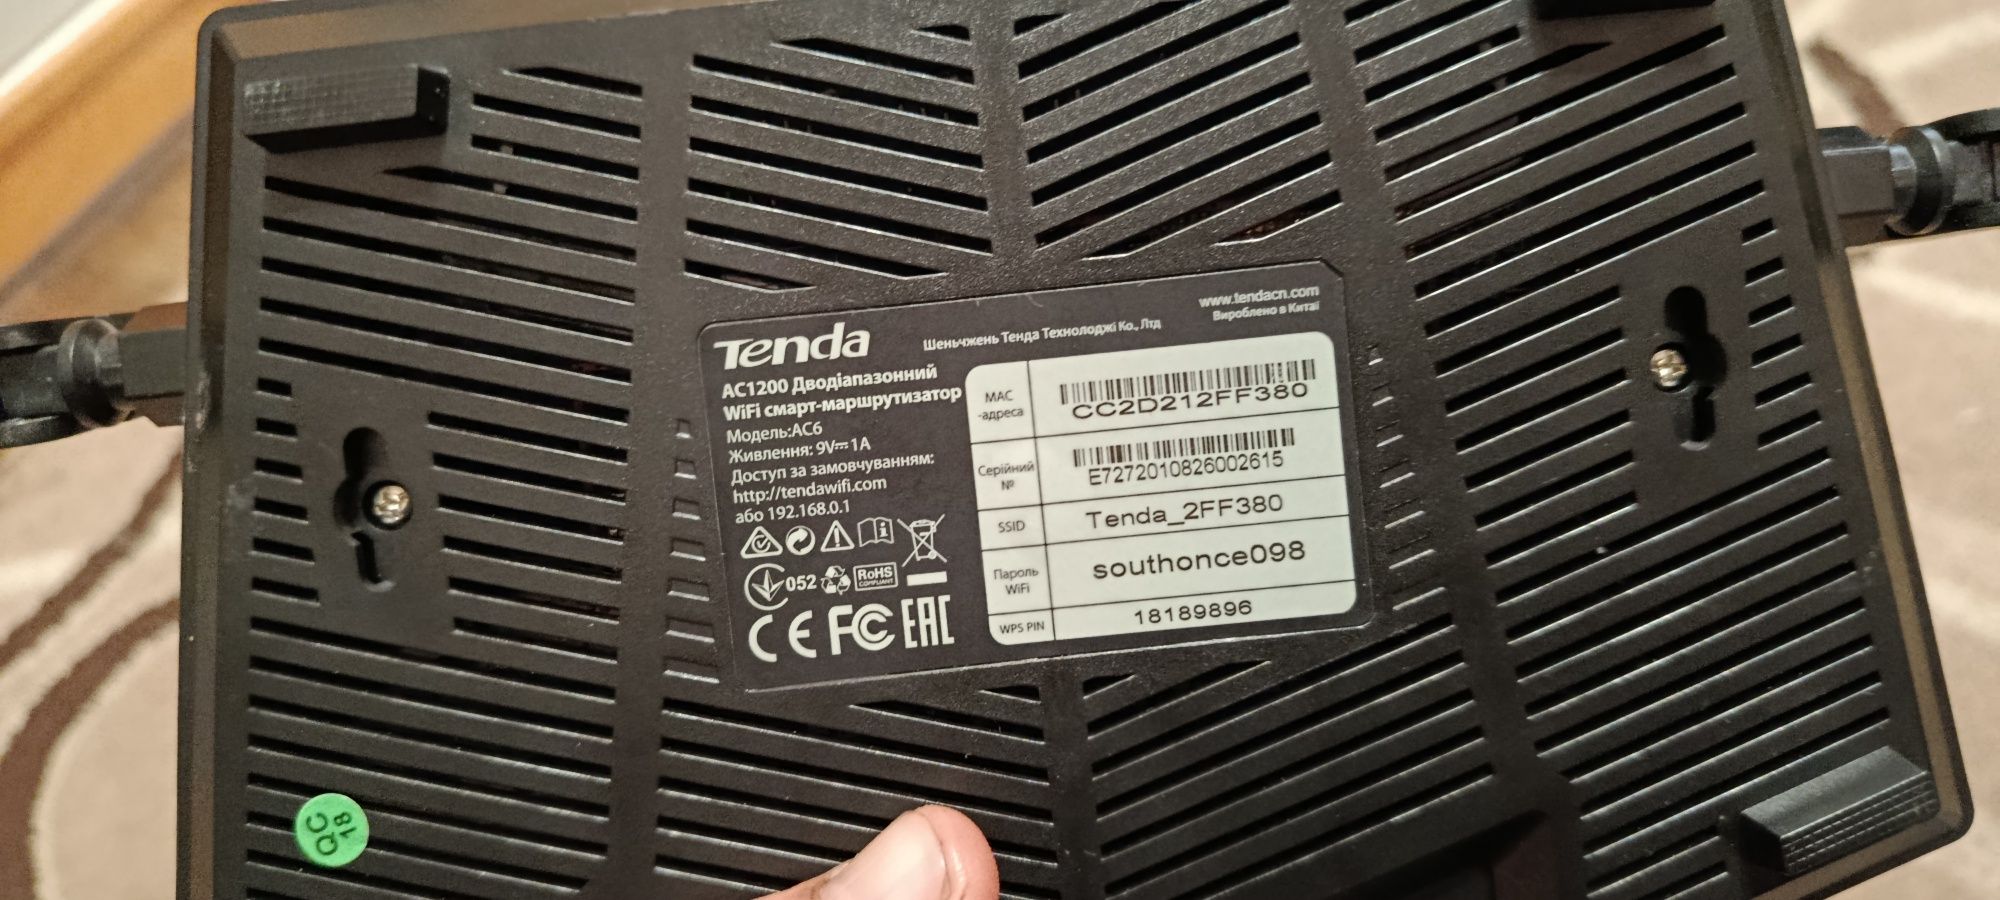 Tenda
Шеньчжень Тенда Технолоджі Ко., Лтд
www.tendacn.com
Вироблено в Китаї
AC1200 Дводіапазонний
WiFi смарт-маршрутизатор
Модель:AC6
Живлення: 9V⎓1A
Доступ за замовчуванням:
http://tendawifi.com
або 192.168.0.1
052
RoHS
COMPLIANT
CE FC EAC
MAC
-адреса
CC2D212FF380
Серійний
№
E7272010826002615
SSID
Tenda_2FF380
Пароль
WiFi
southonce098
WPS PIN
18189896
QC
18